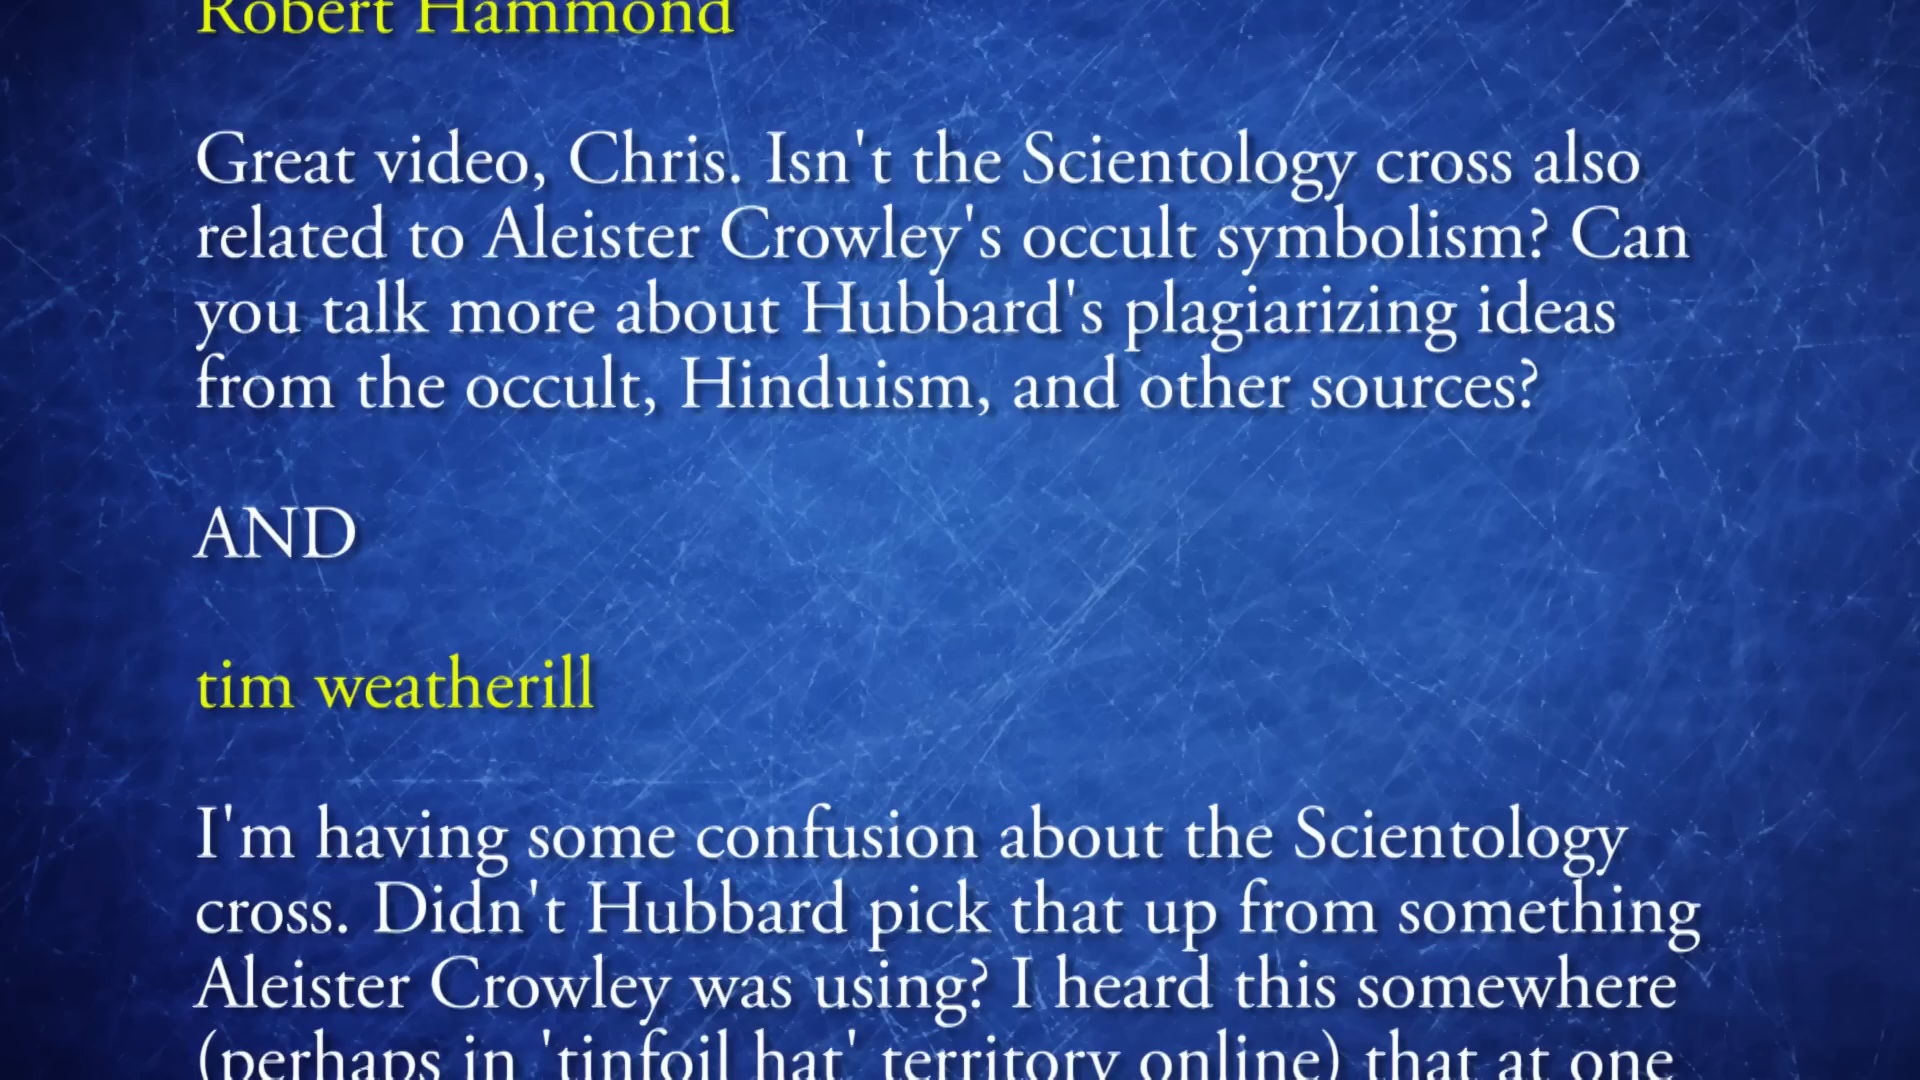 Robert Hammond
Great video, Chris. Isn't the Scientology cross also
related to Aleister Crowley's occult symbolism? Can
you talk more about Hubbard's plagiarizing ideas
from the occult, Hinduism, and other sources?
AND
tim weatherill
I'm having some confusion about the Scientology
cross. Didn't Hubbard pick that up from something
Aleister Crowley was using? I heard this somewhere
(perhaps in 'tinfoil hat' territory online) that at one